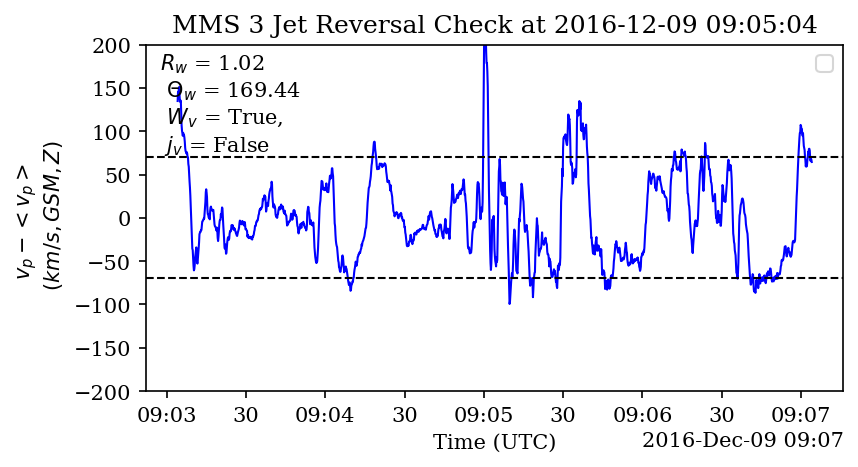 MMS 3 Jet Reversal Check at 2016-12-09 09:05:04
R_w = 1.02
Θ_w = 169.44
W_v = True,
j_v = False
v_p − < v_p >
(km/s, GSM, Z)
200
150
100
50
0
−50
−100
−150
−200
09:03 30 09:04 30 09:05 30 09:06 30 09:07
Time (UTC)
2016-Dec-09 09:07